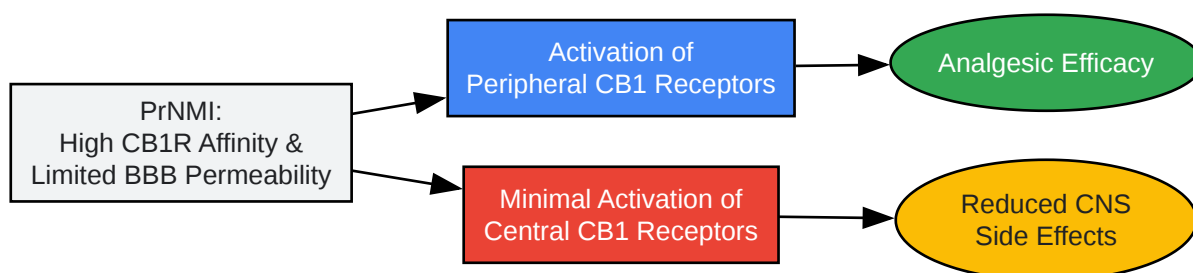 PrNMI:
High CB1R Affinity &
Limited BBB Permeability
Activation of
Peripheral CB1 Receptors
Analgesic Efficacy
Minimal Activation of
Central CB1 Receptors
Reduced CNS
Side Effects